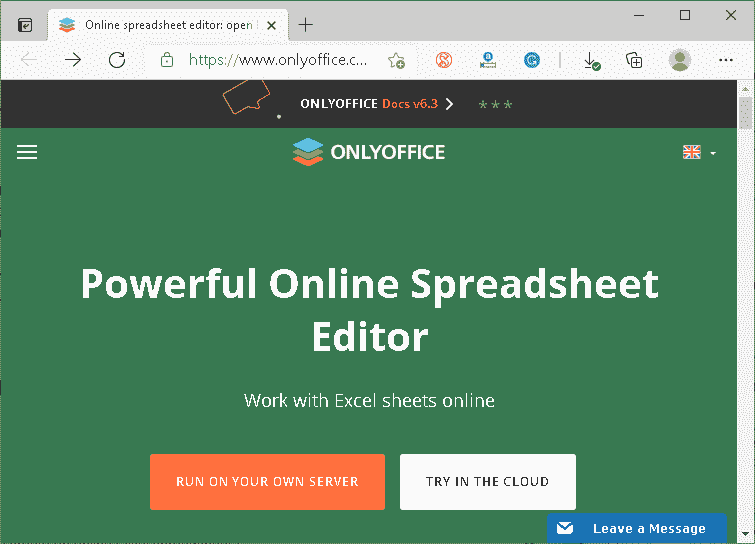 Online spreadsheet editor: open
https://www.onlyoffice.c...
ONLYOFFICE Docs v6.3
ONLYOFFICE
Powerful Online Spreadsheet
Editor
Work with Excel sheets online
RUN ON YOUR OWN SERVER
TRY IN THE CLOUD
Leave a Message